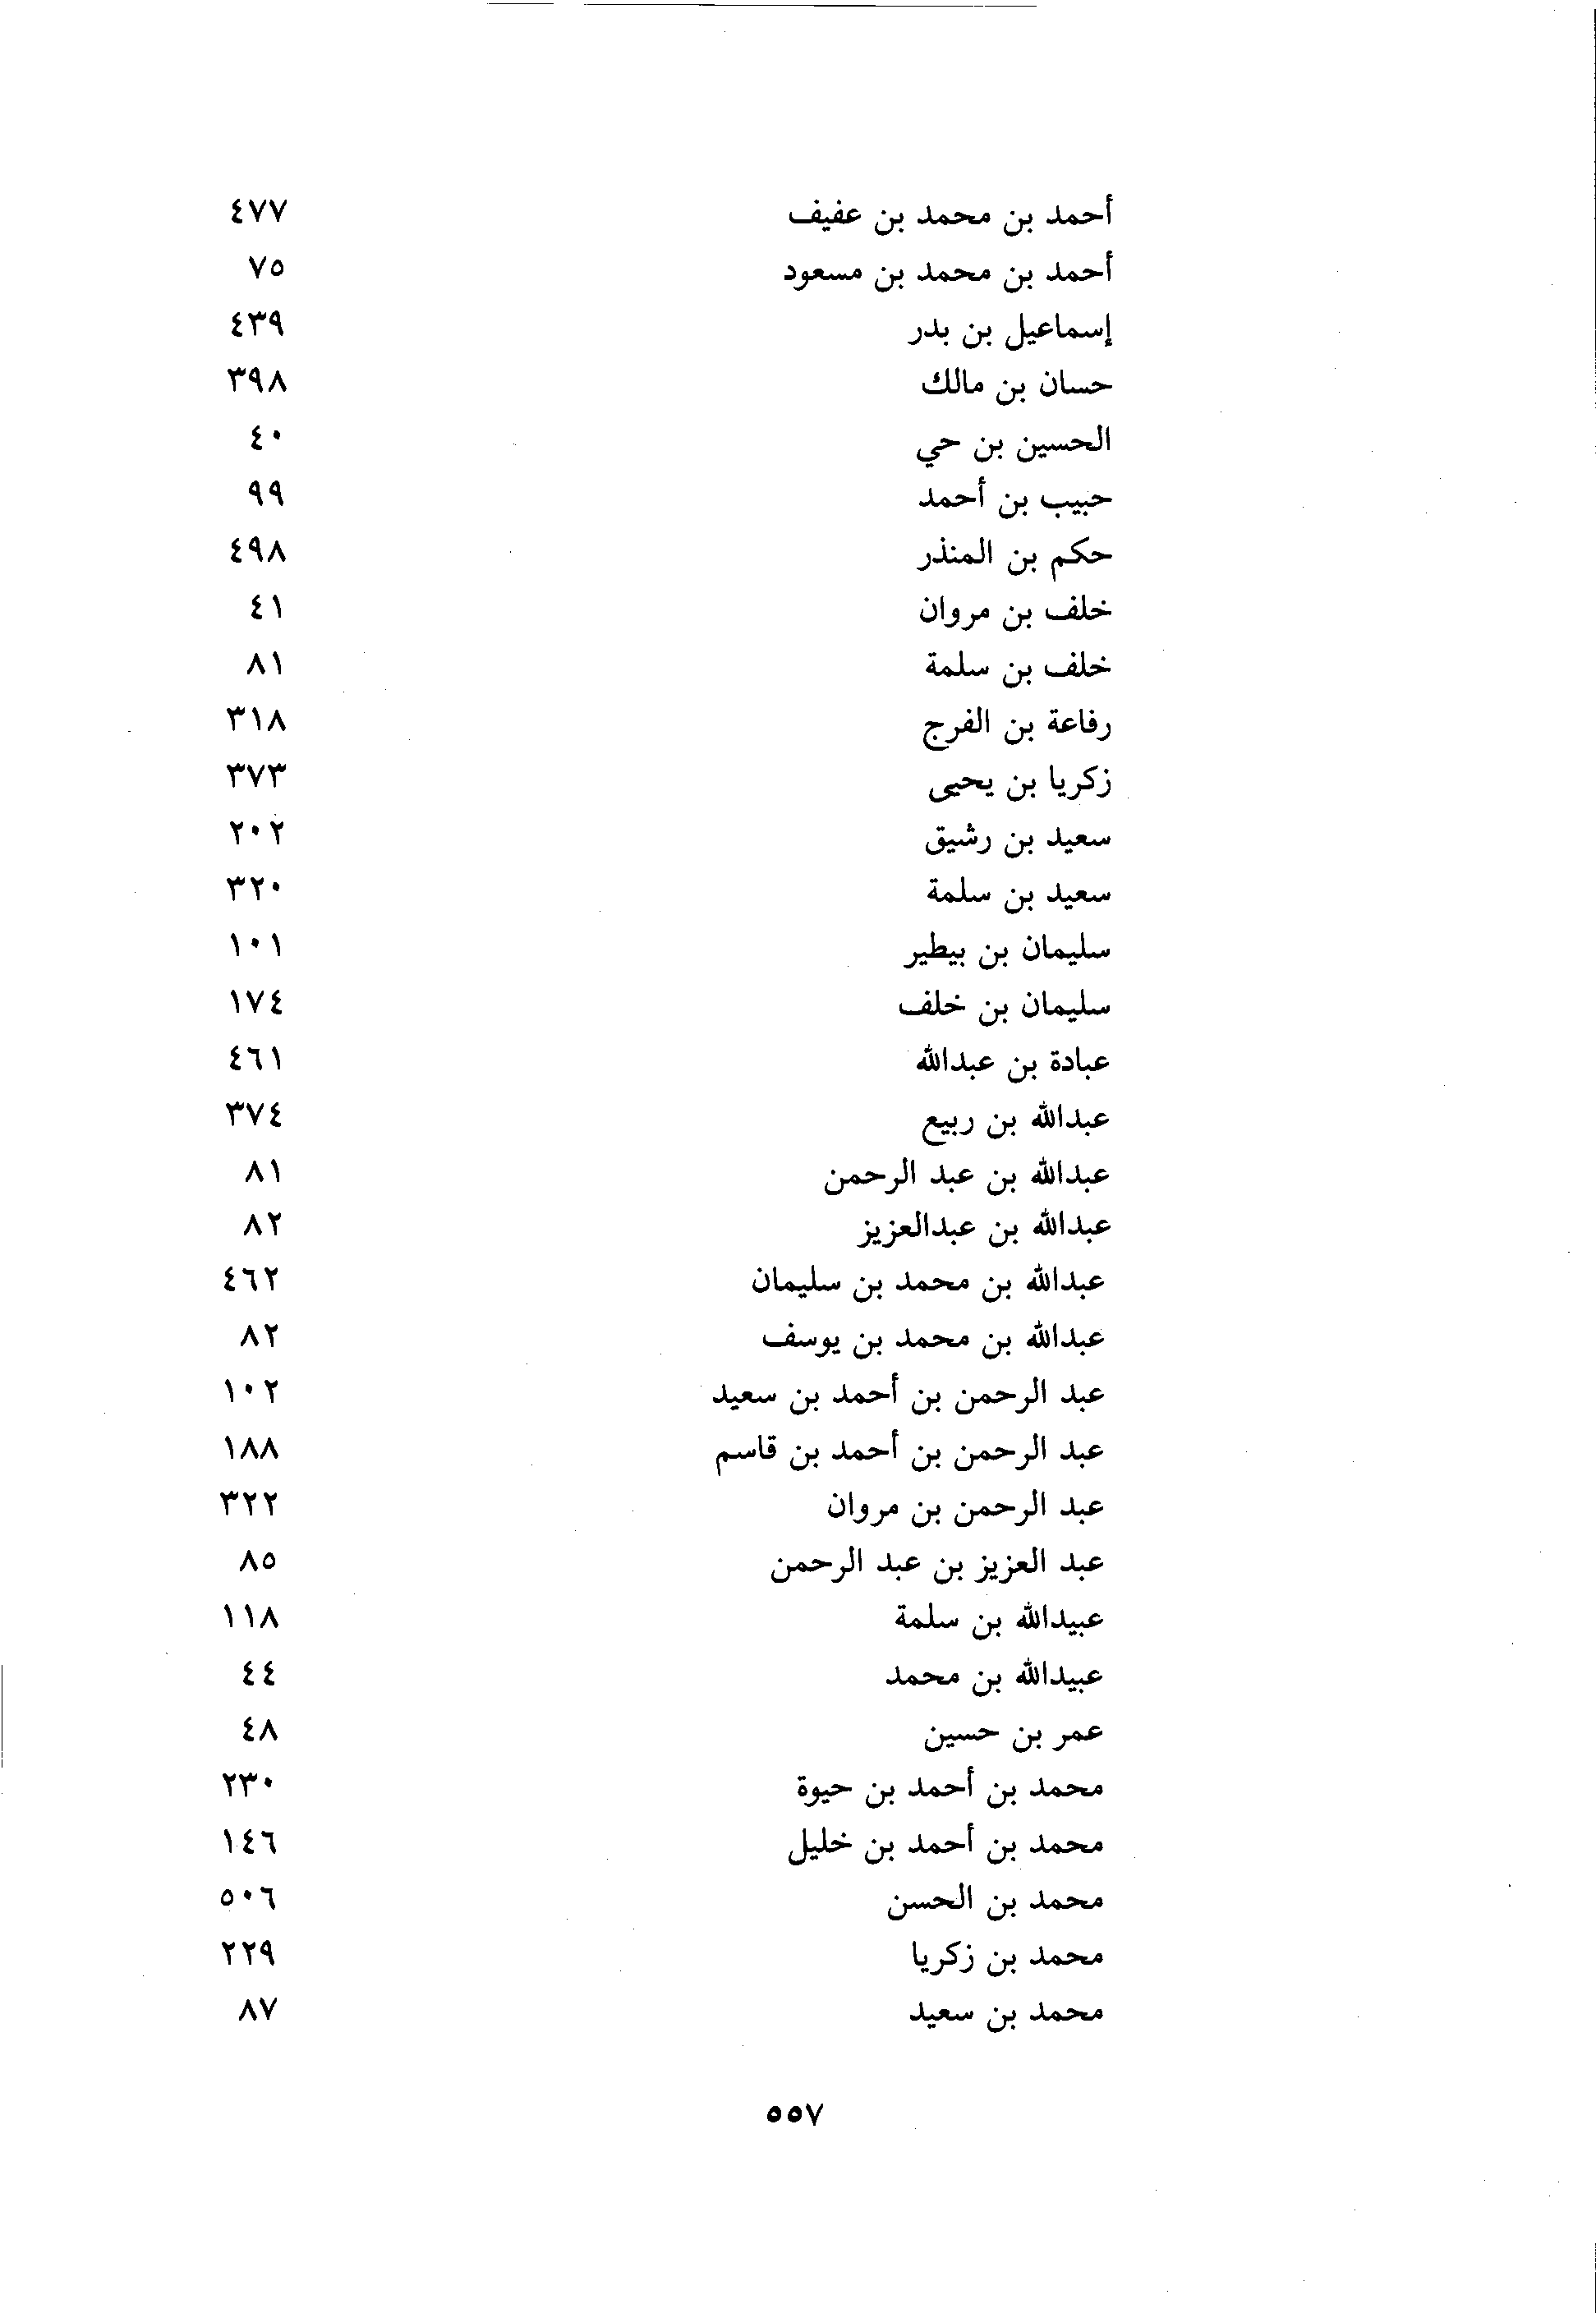 أحمد بن محمد بن عفيف ٤٧٧
أحمد بن محمد بن مسعود ٧٥
إسماعيل بن بدر ٤٣٩
حسان بن مالك ٣٩٨
الحسين بن حي ٤٠
حبيب بن أحمد ٩٩
حكم بن المنذر ٤٩٨
خلف بن مروان ٤١
خلف بن سلمة ٨١
رفاعة بن الفرج ٣١٨
زكريا بن يحيى ٣٧٣
سعيد بن رشيق ٢٠٢
سعيد بن سلمة ٣٢٠
سليمان بن بيطير ١٠١
سليمان بن خلف ١٧٤
عبادة بن عبدالله ٤٦١
عبدالله بن ربيع ٣٧٤
عبدالله بن عبد الرحمن ٨١
عبدالله بن عبدالعزيز ٨٢
عبدالله بن محمد بن سليمان ٤٦٢
عبدالله بن محمد بن يوسف ٨٢
عبد الرحمن بن أحمد بن سعيد ١٠٢
عبد الرحمن بن أحمد بن قاسم ١٨٨
عبد الرحمن بن مروان ٣٢٢
عبد العزيز بن عبد الرحمن ٨٥
عبيدالله بن سلمة ١١٨
عبيدالله بن محمد ٤٤
عمر بن حسين ٤٨
محمد بن أحمد بن حيوة ٢٣٠
محمد بن أحمد بن خليل ١٤٦
محمد بن الحسن ٥٠٦
محمد بن زكريا ٢٢٩
محمد بن سعيد ٨٧
٥٥٧